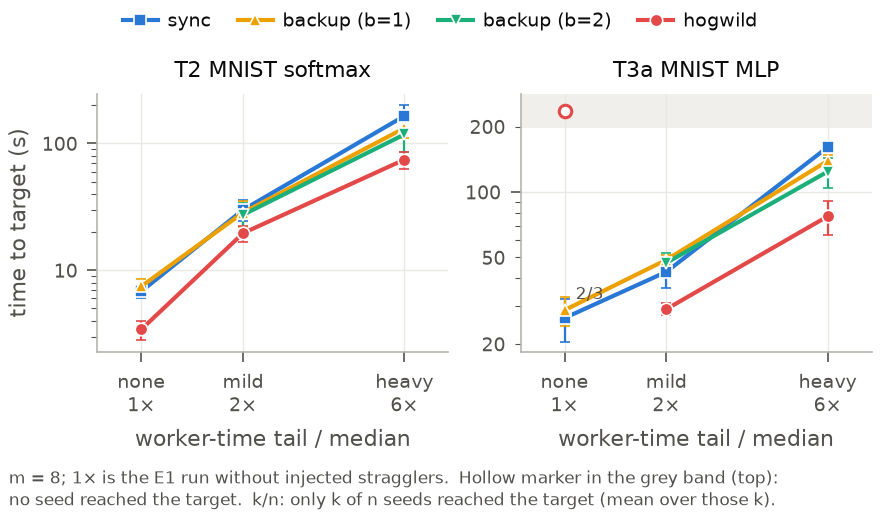 sync backup (b=1) backup (b=2) hogwild
T2 MNIST softmax
T3a MNIST MLP
time to target (s)
100
10
200
100
50
20
2/3
none mild heavy
1× 2× 6×
none mild heavy
1× 2× 6×
worker-time tail / median
worker-time tail / median
m = 8; 1× is the E1 run without injected stragglers. Hollow marker in the grey band (top):
no seed reached the target. k/n: only k of n seeds reached the target (mean over those k).